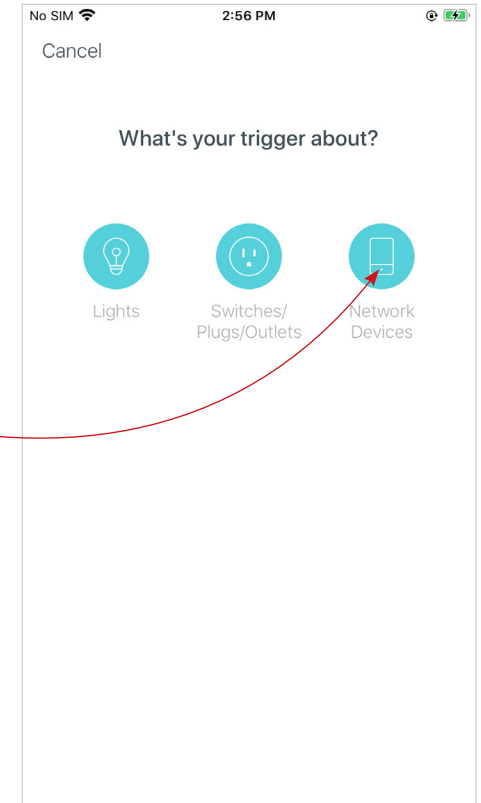 No SIM 2:56 PM
Cancel
What's your trigger about?
Lights
Switches/
Plugs/Outlets
Network
Devices